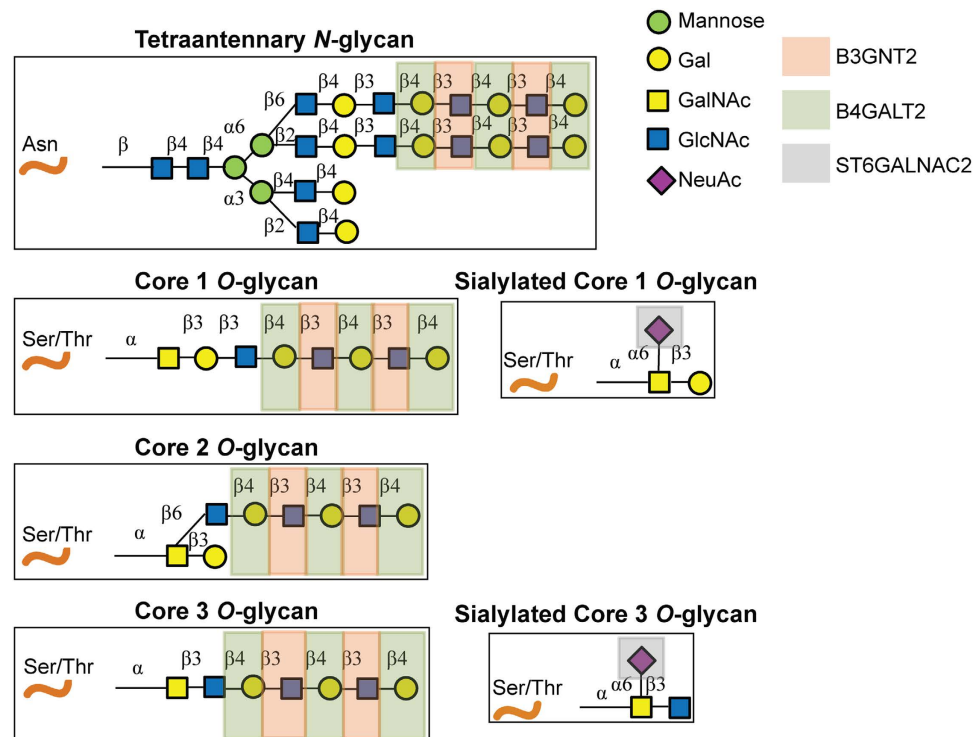 Tetraantennary N-glycan
β6 β4 β3 β4 β3 β4 β3 β4
α6 β2 β4 β3 β4 β3 β4 β3 β4
Asn β β4 β4
α3 β4 β4
β2 β4
Mannose
Gal
GalNAc
GlcNAc
NeuAc
B3GNT2
B4GALT2
ST6GALNAC2
Core 1 O-glycan
Ser/Thr α β3 β3 β4 β3 β4 β3 β4
Sialylated Core 1 O-glycan
Ser/Thr α α6 β3
Core 2 O-glycan
β4 β3 β4 β3 β4
Ser/Thr α β6 β3
Core 3 O-glycan
Ser/Thr α β3 β4 β3 β4 β3 β4
Sialylated Core 3 O-glycan
Ser/Thr α α6 β3